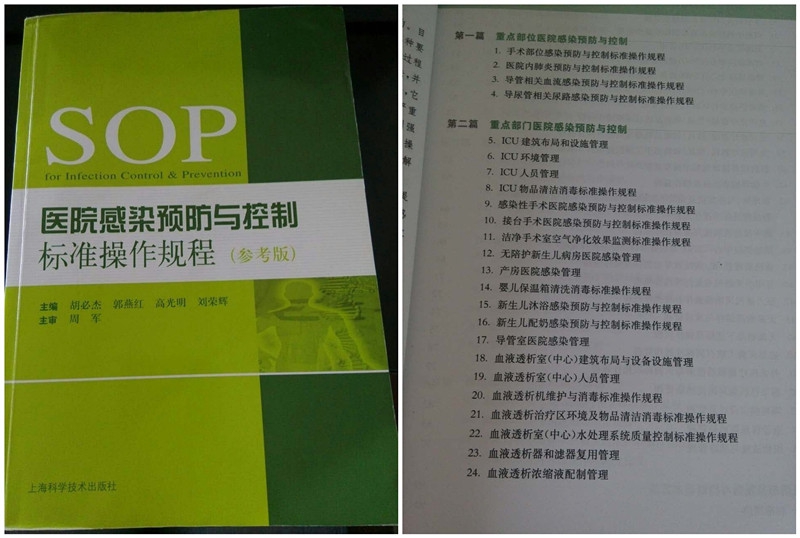 SOP
for Infection Control & Prevention
医院感染预防与控制
标准操作规程（参考版）
主编 胡必杰 郭燕红 高光明 刘荣辉
主审 周 军
上海科学技术出版社
第一篇 重点部位医院感染预防与控制
1. 手术部位感染预防与控制标准操作规程
2. 医院内肺炎预防与控制标准操作规程
3. 导管相关血流感染预防与控制标准操作规程
4. 导尿管相关尿路感染预防与控制标准操作规程
第二篇 重点部门医院感染预防与控制
5. ICU建筑布局和设施管理
6. ICU环境管理
7. ICU人员管理
8. ICU物品清洁消毒标准操作规程
9. 感染性手术医院感染预防与控制标准操作规程
10. 接台手术医院感染预防与控制标准操作规程
11. 洁净手术室空气净化效果监测标准操作规程
12. 无陪护新生儿病房医院感染管理
13. 产房医院感染管理
14. 婴儿保温箱清洗消毒标准操作规程
15. 新生儿沐浴感染预防与控制标准操作规程
16. 新生儿配奶感染预防与控制标准操作规程
17. 导管室医院感染管理
18. 血液透析室（中心）建筑布局与设备设施管理
19. 血液透析室（中心）人员管理
20. 血液透析机维护与消毒标准操作规程
21. 血液透析治疗区环境及物品清洁消毒标准操作规程
22. 血液透析室（中心）水处理系统质量控制标准操作规程
23. 血液透析器和滤器复用管理
24. 血液透析浓缩液配制管理